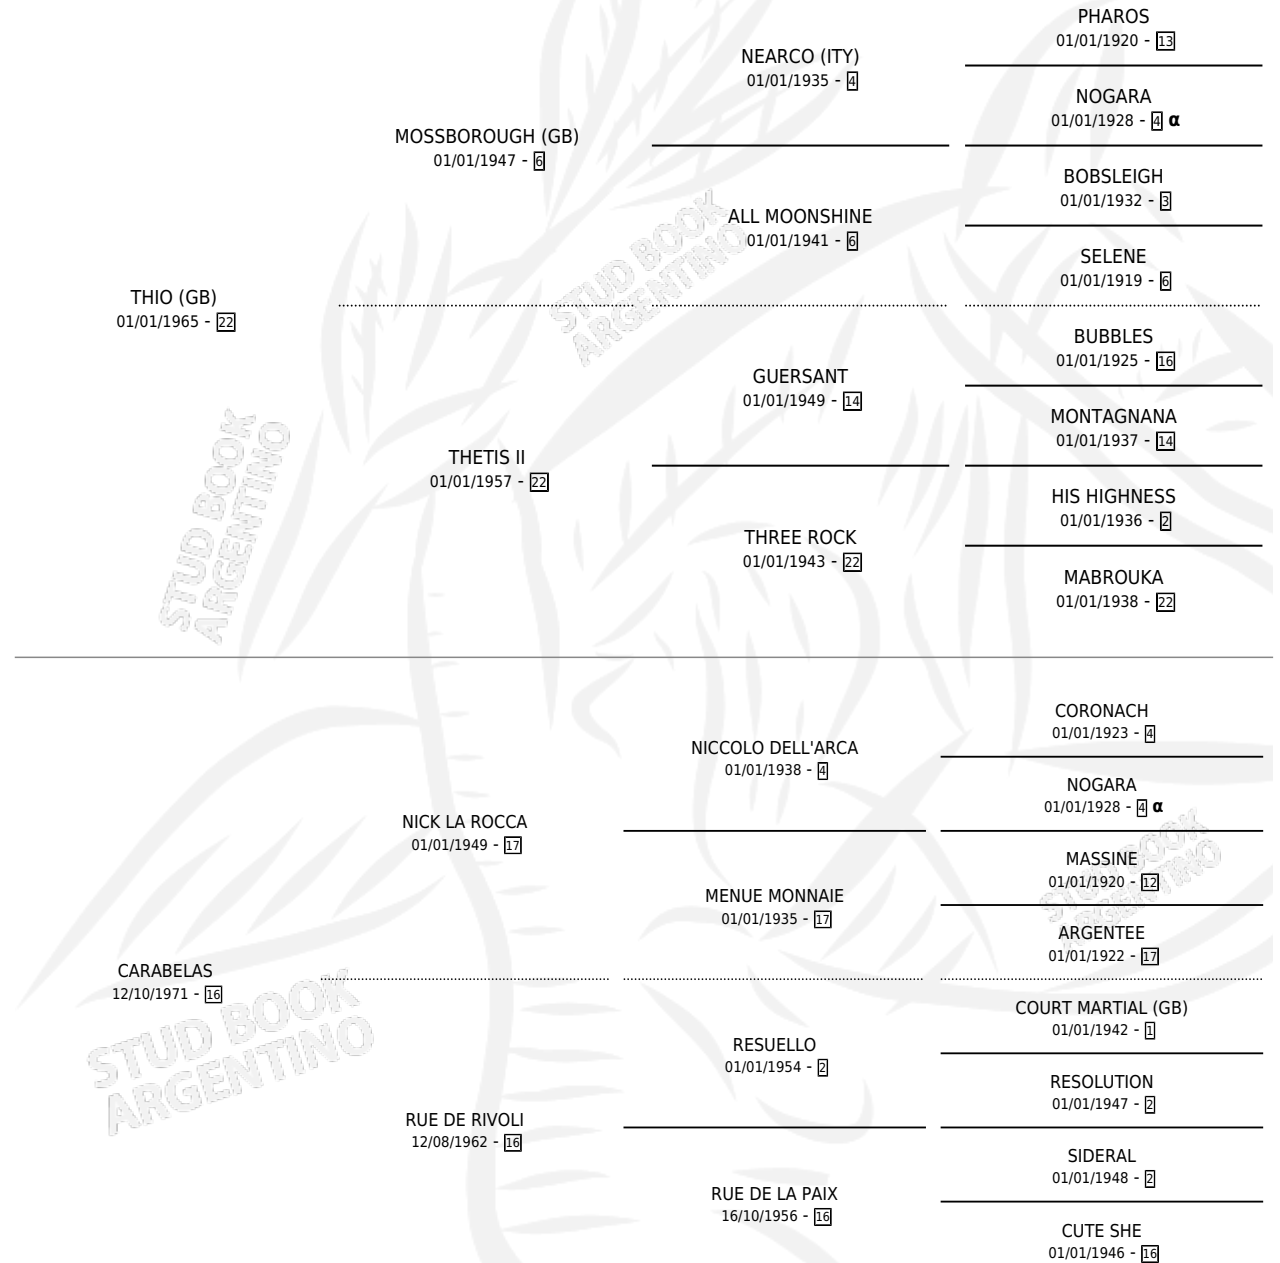 PHAROS
01/01/1920 - 13
NEARCO (ITY)
01/01/1935 - 4
NOGARA
01/01/1928 - 4 α
MOSSBOROUGH (GB)
01/01/1947 - 6
BOBSLEIGH
01/01/1932 - 3
ALL MOONSHINE
01/01/1941 - 6
SELENE
01/01/1919 - 6
STUD BOOK
ARGENTINO
THIO (GB)
01/01/1965 - 22
BUBBLES
01/01/1925 - 16
GUERSANT
01/01/1949 - 14
MONTAGNANA
01/01/1937 - 14
THETIS II
01/01/1957 - 22
HIS HIGHNESS
01/01/1936 - 2
THREE ROCK
01/01/1943 - 22
MABROUKA
01/01/1938 - 22
STUD BOOK
ARGENTINO
CORONACH
01/01/1923 - 4
NICCOLO DELL'ARCA
01/01/1938 - 4
NOGARA
01/01/1928 - 4 α
NICK LA ROCCA
01/01/1949 - 17
MASSINE
01/01/1920 - 12
MENUE MONNAIE
01/01/1935 - 17
ARGENTEE
01/01/1922 - 17
STUD BOOK
ARGENTINO
CARABELAS
12/10/1971 - 16
COURT MARTIAL (GB)
01/01/1942 - 1
RESUELLO
01/01/1954 - 2
RESOLUTION
01/01/1947 - 2
STUD BOOK
ARGENTINO
RUE DE RIVOLI
12/08/1962 - 16
SIDERAL
01/01/1948 - 2
RUE DE LA PAIX
16/10/1956 - 16
CUTE SHE
01/01/1946 - 16